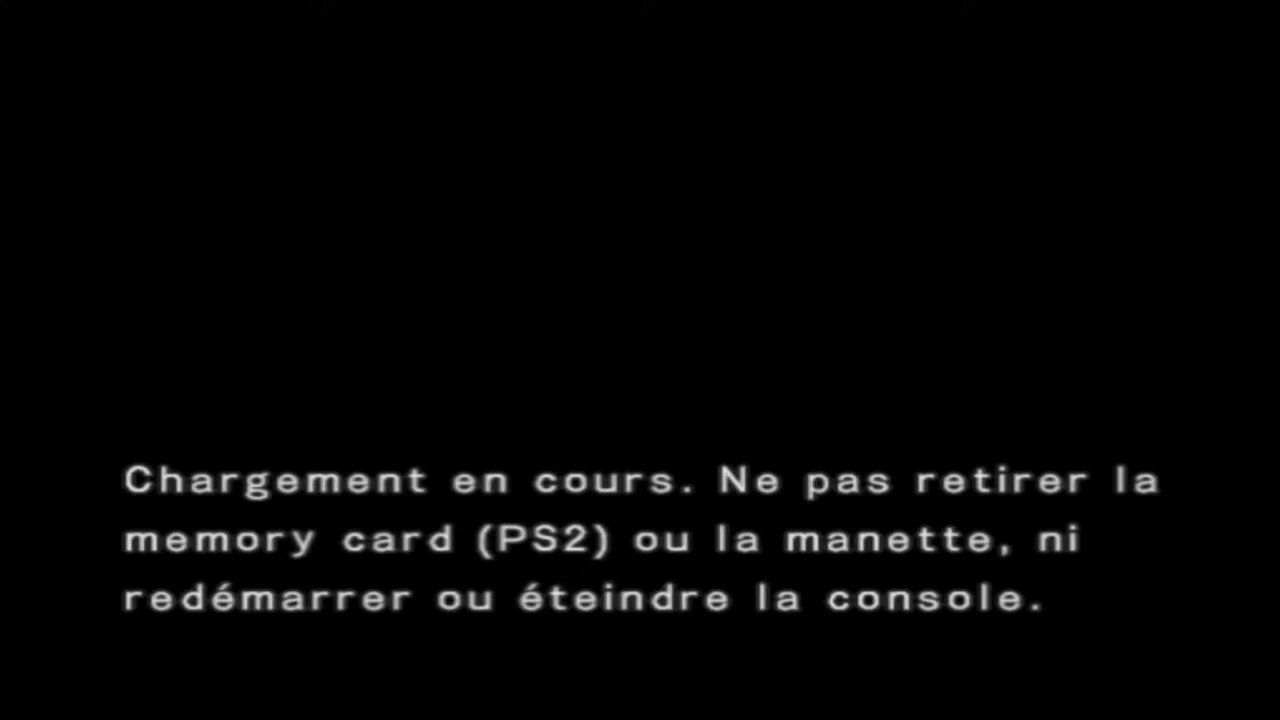 Chargement en cours. Ne pas retirer la
memory card (PS2) ou la manette, ni
redémarrer ou éteindre la console.